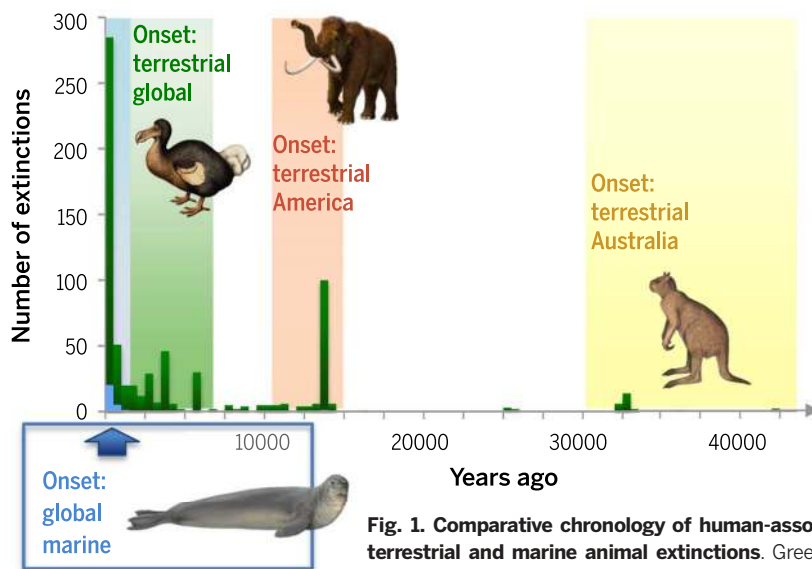 300
250
200
150
100
50
0
Number of extinctions
Onset:
terrestrial
global
Onset:
terrestrial
America
Onset:
terrestrial
Australia
10000
20000
30000
40000
Years ago
Onset:
global
marine
Fig. 1. Comparative chronology of human-asso
terrestrial and marine animal extinctions. Gree